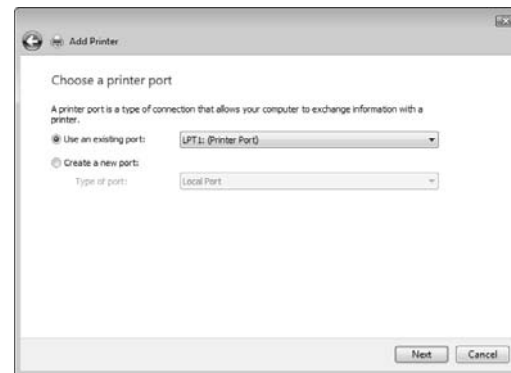 Add Printer
Choose a printer port
A printer port is a type of connection that allows your computer to exchange information with a
printer.
Use an existing port: LPT1: (Printer Port)
Create a new port:
Type of port: Local Port
Next Cancel